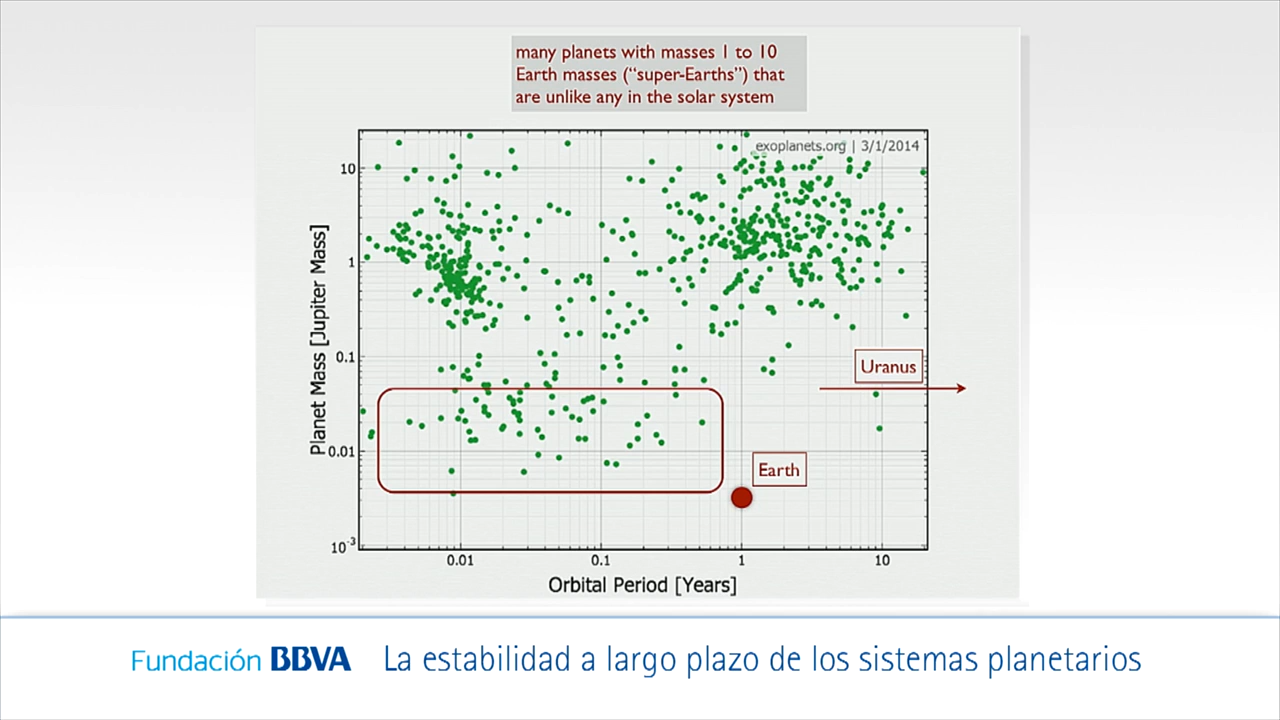 many planets with masses 1 to 10
Earth masses (“super-Earths”) that
are unlike any in the solar system
exoplanets.org | 3/1/2014
10
1
0.1
0.01
10⁻³
Planet Mass [Jupiter Mass]
Uranus
Earth
0.01
0.1
1
10
Orbital Period [Years]
Fundación BBVA
La estabilidad a largo plazo de los sistemas planetarios